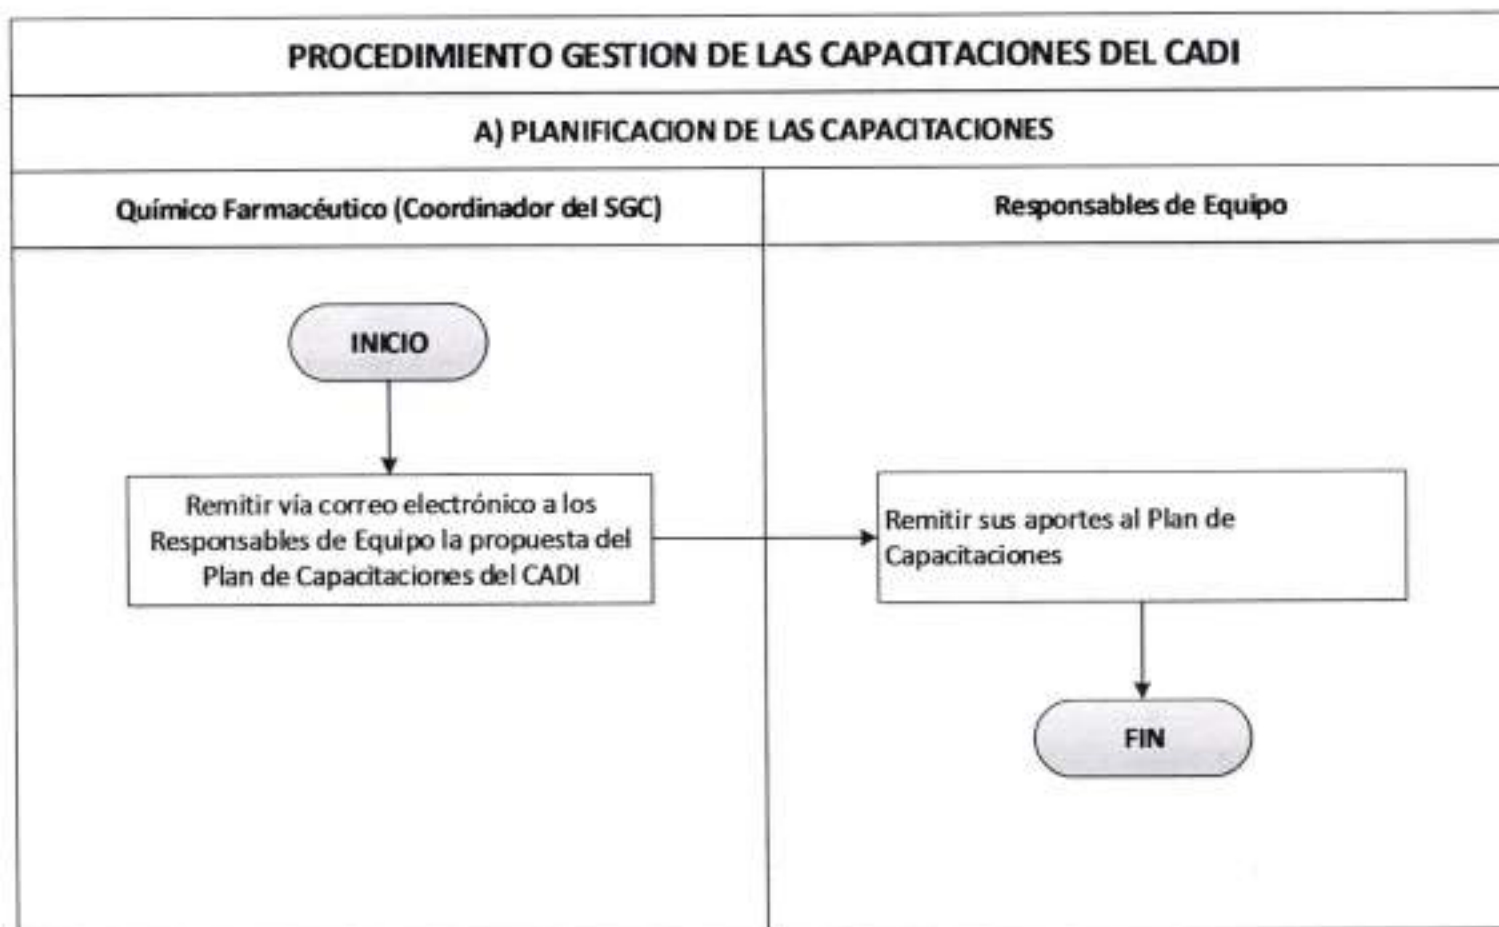 PROCEDIMIENTO GESTION DE LAS CAPACITACIONES DEL CADI
A) PLANIFICACION DE LAS CAPACITACIONES
Químico Farmacéutico (Coordinador del SGC)
Responsables de Equipo
INICIO
Remitir vía correo electrónico a los
Responsables de Equipo la propuesta del
Plan de Capacitaciones del CADI
Remitir sus aportes al Plan de
Capacitaciones
FIN